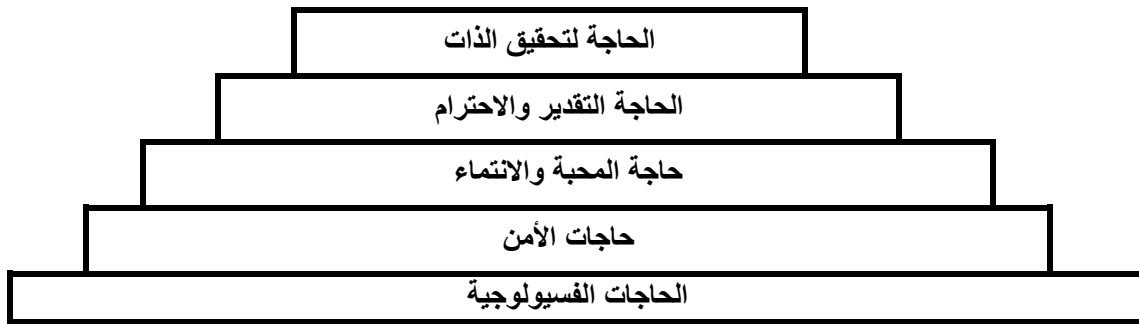 الحاجة لتحقيق الذات
الحاجة التقدير والاحترام
حاجة المحبة والانتماء
حاجات الأمن
الحاجات الفسيولوجية